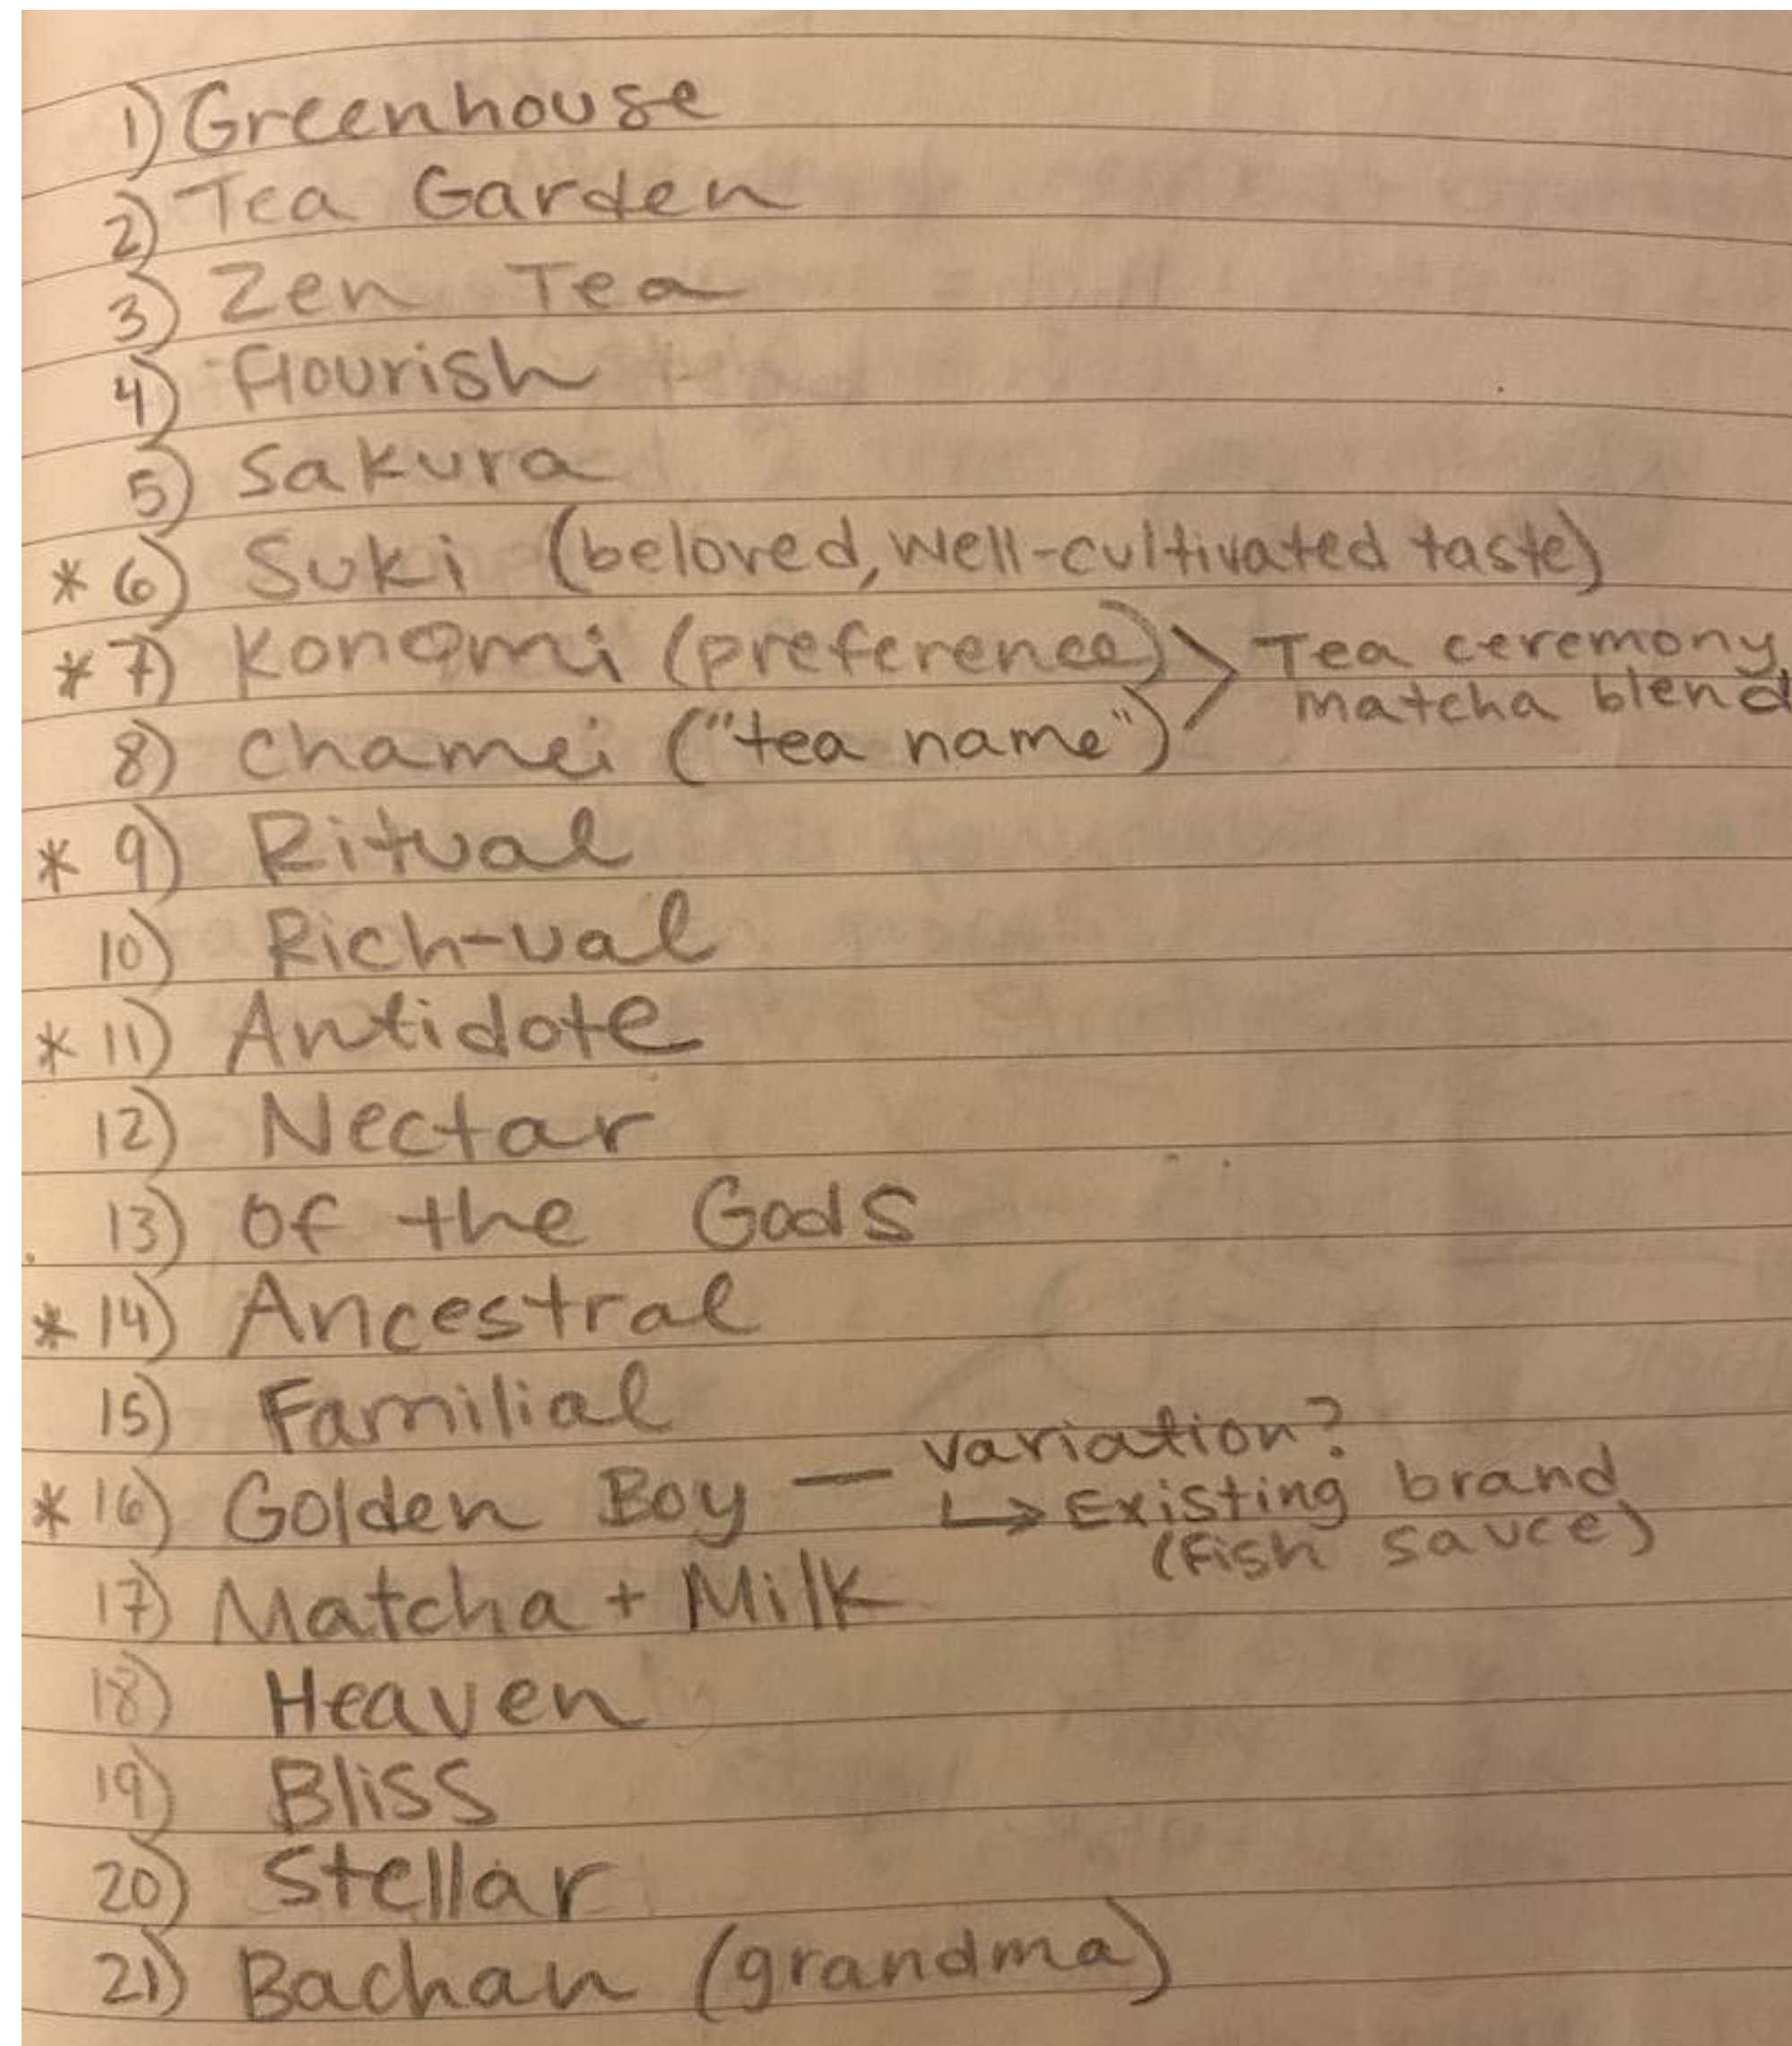 1) Greenhouse
2) Tea Garden
3) Zen Tea
4) Flourish
5) Sakura
* 6) Suki (beloved, well-cultivated taste)
* 7) Konomi (preference) > Tea ceremony,
matcha blend
8) Chamei ("tea name")
* 9) Ritual
10) Rich-ual
* 11) Antidote
12) Nectar
13) Of the Gods
* 14) Ancestral
15) Familial
* 16) Golden Boy — variation?
↳ Existing brand
(fish sauce)
17) Matcha + Milk
18) Heaven
19) Bliss
20) Stellar
21) Bachan (grandma)